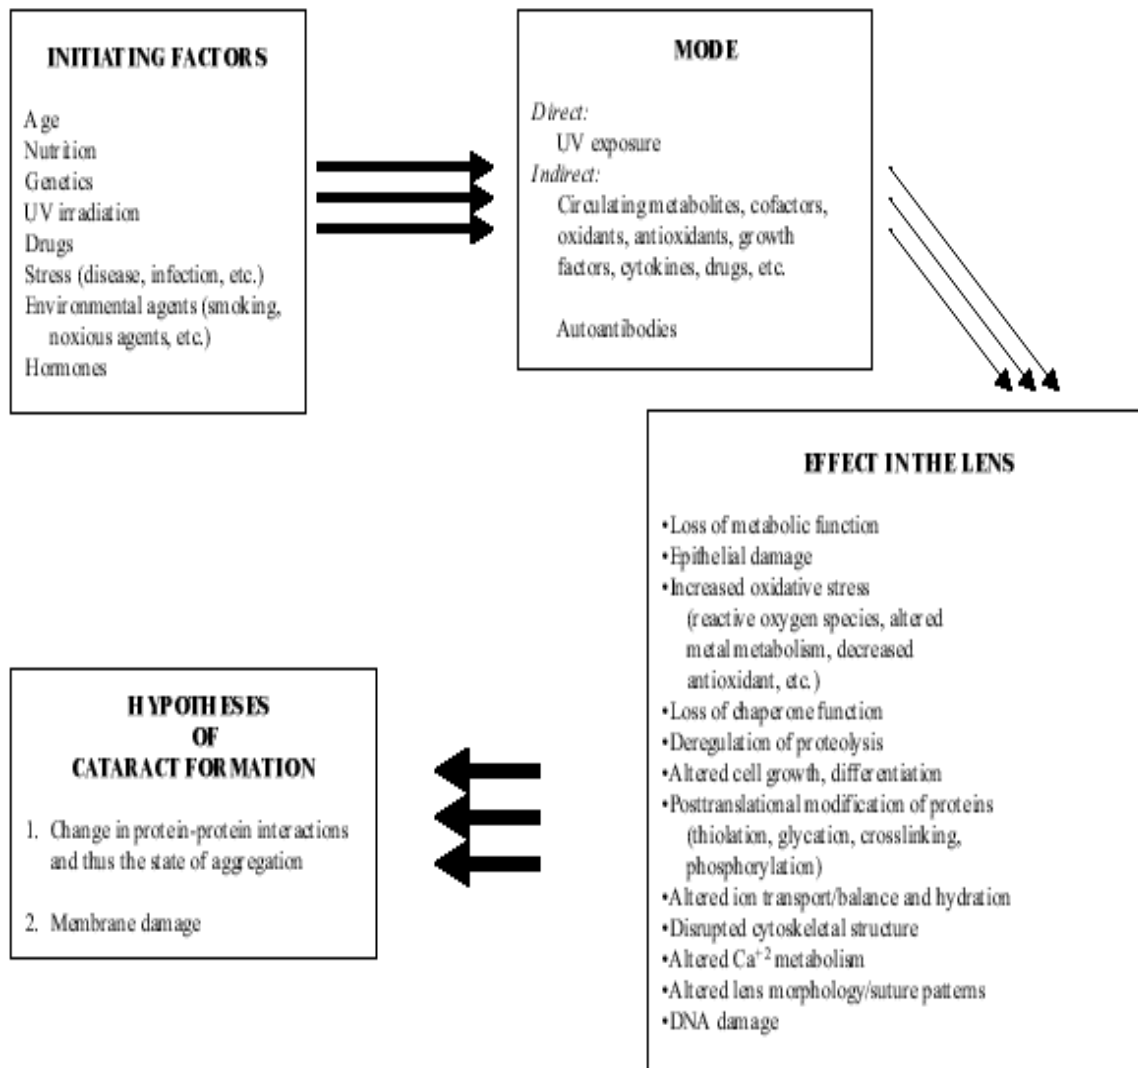 INITIATING FACTORS
Age
Nutrition
Genetics
UV irradiation
Drugs
Stress (disease, infection, etc.)
Environmental agents (smoking,
noxious agents, etc.)
Hormones
MODE
Direct:
UV exposure
Indirect:
Circulating metabolites, cofactors,
oxidants, antioxidants, growth
factors, cytokines, drugs, etc.
Autoantibodies
EFFECT IN THE LENS
•Loss of metabolic function
•Epithelial damage
•Increased oxidative stress
(reactive oxygen species, altered
metal metabolism, decreased
antioxidant, etc.)
•Loss of chaperone function
•Deregulation of proteolysis
•Altered cell growth, differentiation
•Posttranslational modification of proteins
(thiolation, glycation, crosslinking,
phosphorylation)
•Altered ion transport/balance and hydration
•Disrupted cytoskeletal structure
•Altered Ca⁺² metabolism
•Altered lens morphology/suture patterns
•DNA damage
HYPOTHESES
OF
CATARACT FORMATION
1. Change in protein-protein interactions
and thus the state of aggregation
2. Membrane damage